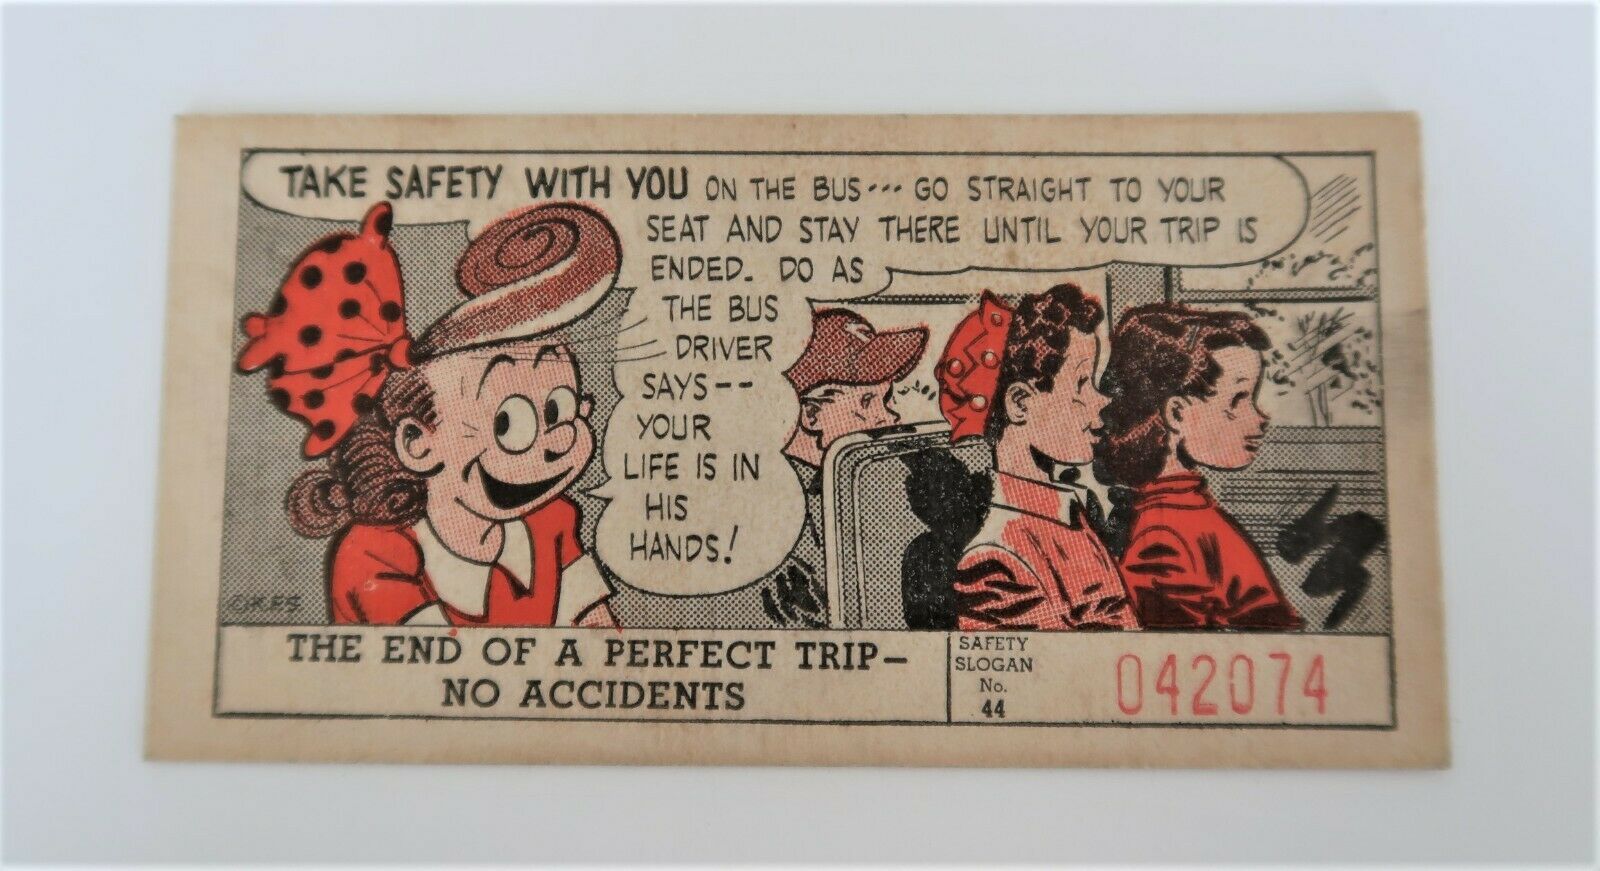 TAKE SAFETY WITH YOU ON THE BUS... GO STRAIGHT TO YOUR
SEAT AND STAY THERE UNTIL YOUR TRIP IS
ENDED. DO AS
THE BUS
DRIVER
SAYS--
YOUR
LIFE IS IN
HIS
HANDS!
THE END OF A PERFECT TRIP—
NO ACCIDENTS
SAFETY
SLOGAN
No.
44
042074